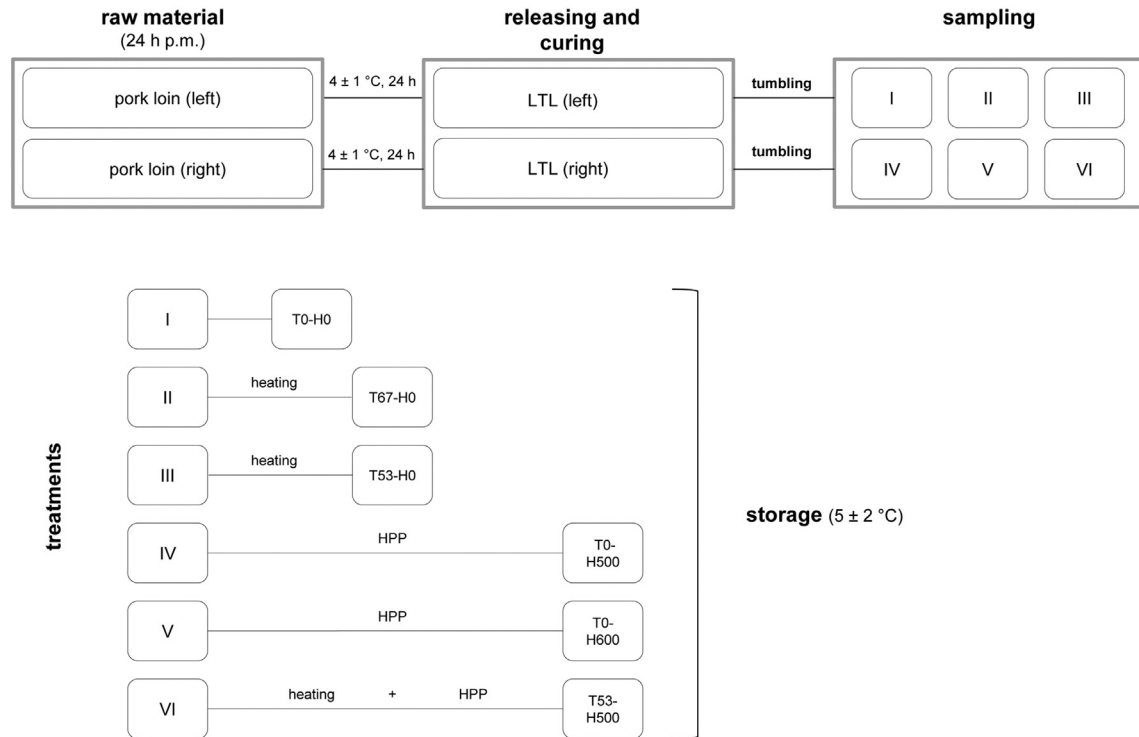 raw material
(24 h p.m.)
releasing and
curing
sampling
pork loin (left)
4 ± 1 °C, 24 h
LTL (left)
tumbling
I
II
III
pork loin (right)
4 ± 1 °C, 24 h
LTL (right)
tumbling
IV
V
VI
treatments
I
T0-H0
II
heating
T67-H0
III
heating
T53-H0
IV
HPP
T0-
H500
V
HPP
T0-
H600
VI
heating + HPP
T53-
H500
storage (5 ± 2 °C)